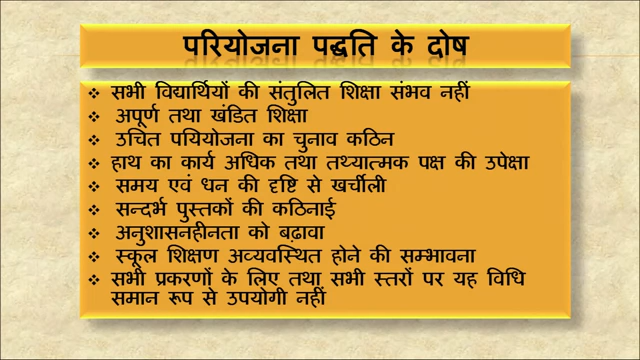 परियोजना पद्धति के दोष
❖ सभी विद्यार्थियों की संतुलित शिक्षा संभव नहीं
❖ अपूर्ण तथा खंडित शिक्षा
❖ उचित पयियोजना का चुनाव कठिन
❖ हाथ का कार्य अधिक तथा तथ्यात्मक पक्ष की उपेक्षा
❖ समय एवं धन की दृष्टि से खर्चीली
❖ सन्दर्भ पुस्तकों की कठिनाई
❖ अनुशासनहीनता को बढ़ावा
❖ स्कूल शिक्षण अव्यवस्थित होने की सम्भावना
❖ सभी प्रकरणों के लिए तथा सभी स्तरों पर यह विधि
समान रूप से उपयोगी नहीं